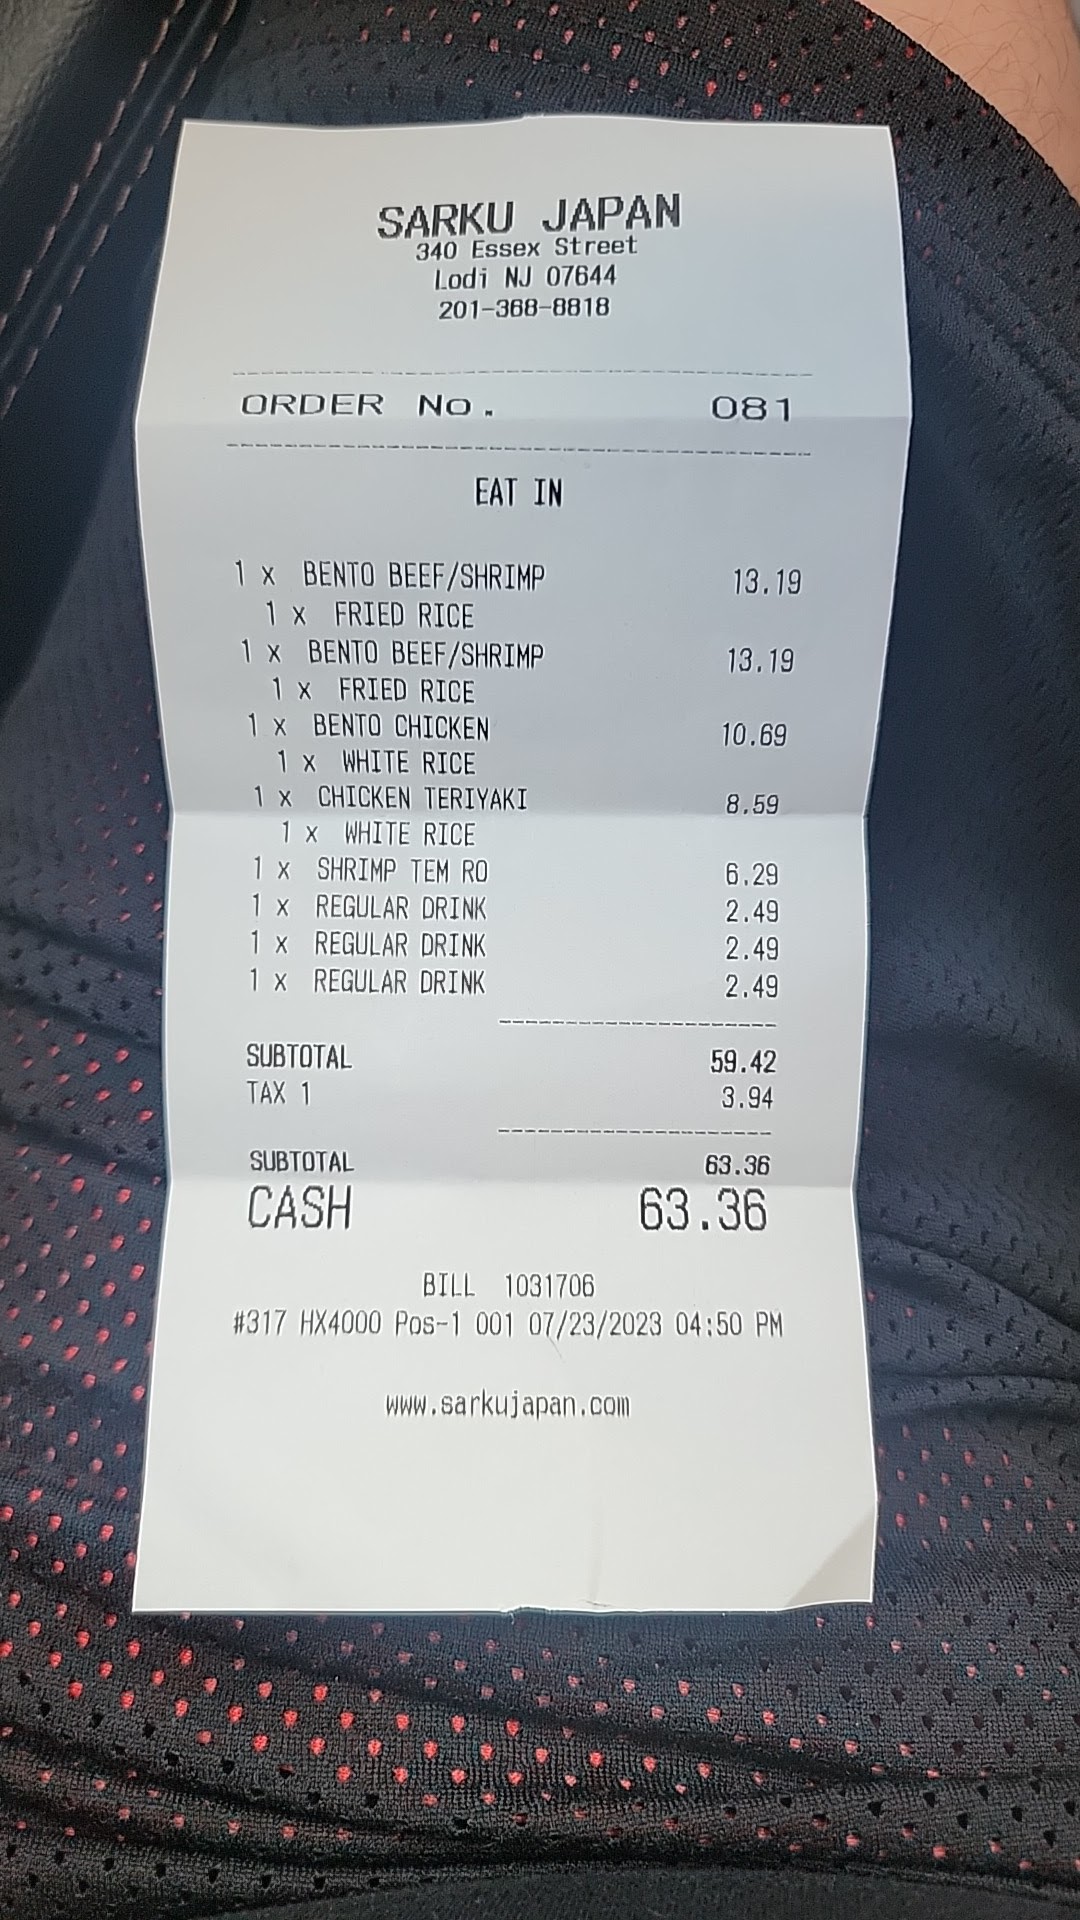 SARKU JAPAN
340 Essex Street
Lodi NJ 07644
201-368-8818
ORDER No. 081
EAT IN
1 x BENTO BEEF/SHRIMP 13.19
1 x FRIED RICE
1 x BENTO BEEF/SHRIMP 13.19
1 x FRIED RICE
1 x BENTO CHICKEN 10.69
1 x WHITE RICE
1 x CHICKEN TERIYAKI 8.59
1 x WHITE RICE
1 x SHRIMP TEM RO 6.29
1 x REGULAR DRINK 2.49
1 x REGULAR DRINK 2.49
1 x REGULAR DRINK 2.49
SUBTOTAL 59.42
TAX 1 3.94
SUBTOTAL 63.36
CASH 63.36
BILL 1031706
#317 HX4000 Pos-1 001 07/23/2023 04:50 PM
www.sarkujapan.com